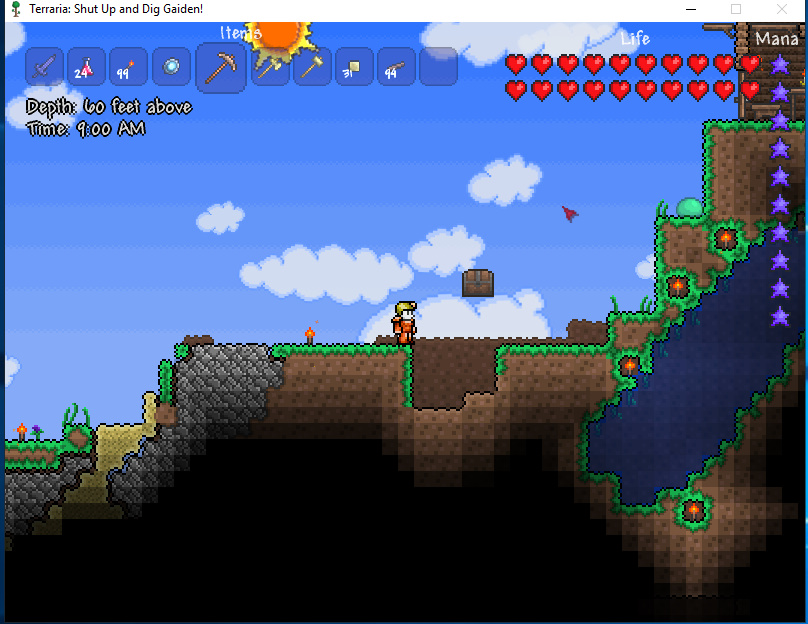 Terraria: Shut Up and Dig Gaiden!
Items
Life
Mana
24
99
31
94
Depth: 60 feet above
Time: 9:00 AM